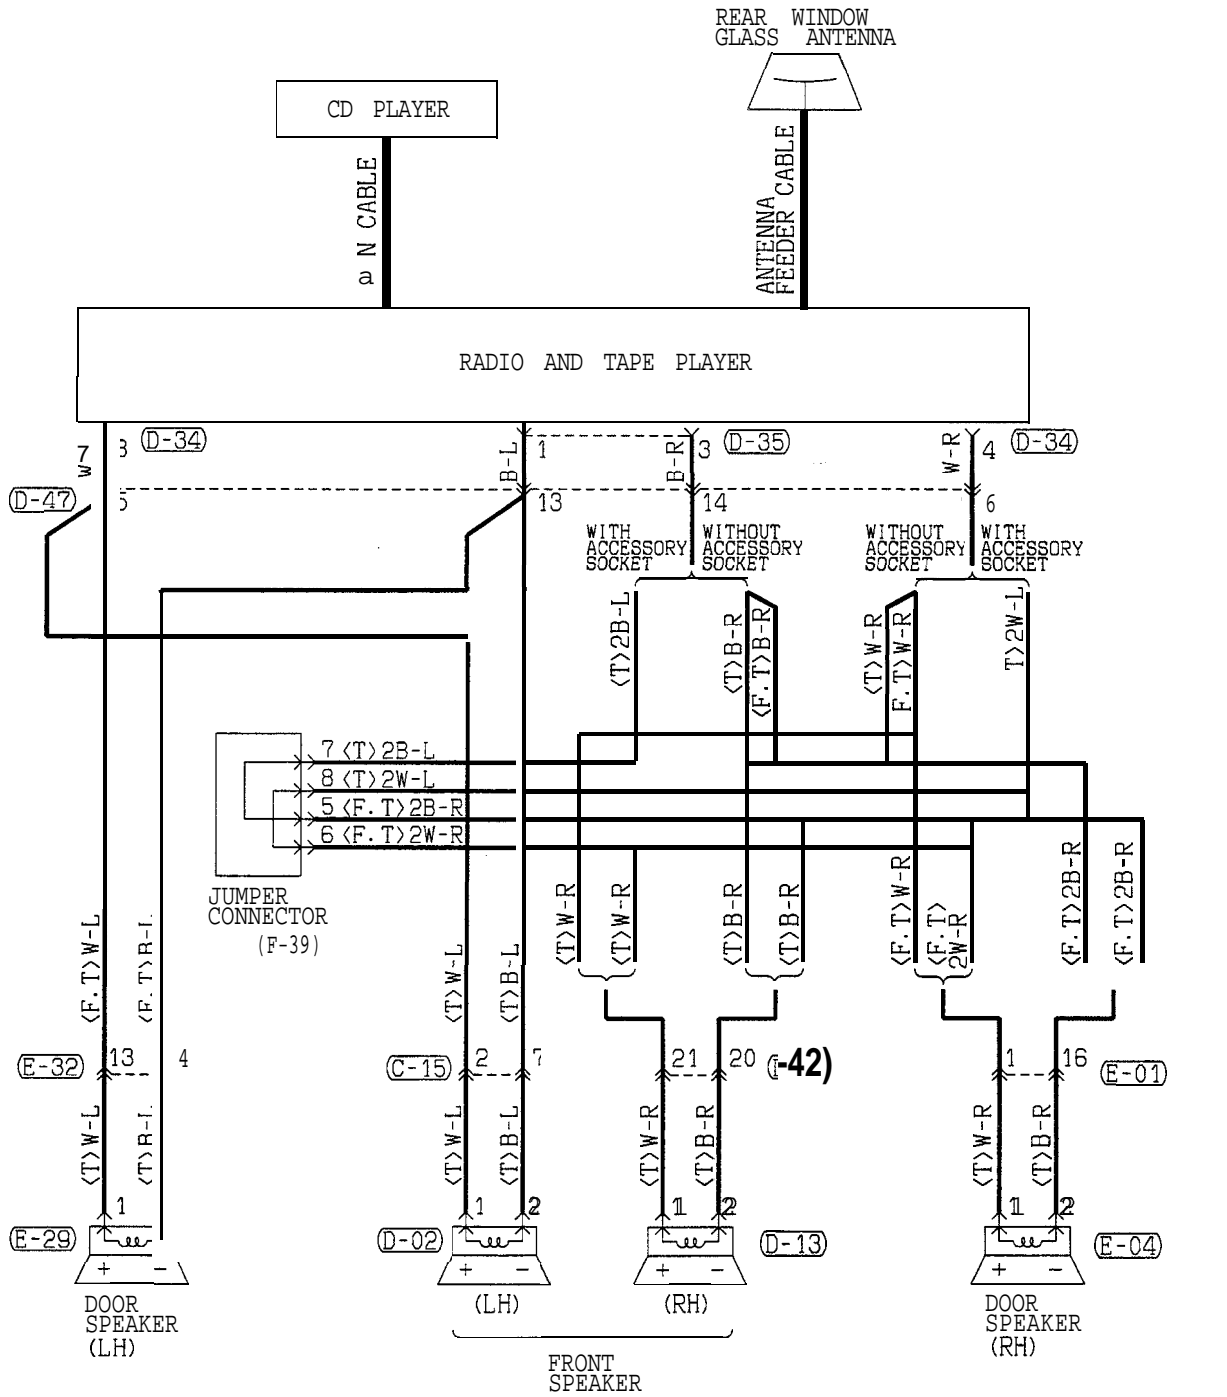 REAR WINDOW
GLASS ANTENNA
CD PLAYER
a N CABLE
ANTENNA
FEEDER CABLE
RADIO AND TAPE PLAYER
7
W
3
D-34
B-L
1
B-R
3
D-35
W-R
4
D-34
D-47
5
13
14
6
WITH
ACCESSORY
SOCKET
WITHOUT
ACCESSORY
SOCKET
WITHOUT
ACCESSORY
SOCKET
WITH
ACCESSORY
SOCKET
<T>2B-L
<T>B-R
<F.T>B-R
<T>W-R
F.T>W-R
T>2W-L
7 <T>2B-L
8 <T>2W-L
5 <F.T>2B-R
6 <F.T>2W-R
JUMPER
CONNECTOR
(F-39)
<F.T>W-L
<F.T>B-L
<T>W-L
<T>B-L
<T>W-R
<T>W-R
<T>B-R
<T>B-R
<F.T>W-R
<F.T>
2W-R
<F.T>2B-R
<F.T>2B-R
E-32
13
4
C-15
2
7
21
20
-42)
1
16
E-01
<T>W-L
<T>B-L
<T>W-L
<T>B-L
<T>W-R
<T>B-R
<T>W-R
<T>B-R
1
1
2
1
2
1
2
E-29
D-02
D-13
E-04
+ −
+ −
+ −
+ −
DOOR
SPEAKER
(LH)
(LH)
(RH)
DOOR
SPEAKER
(RH)
FRONT
SPEAKER